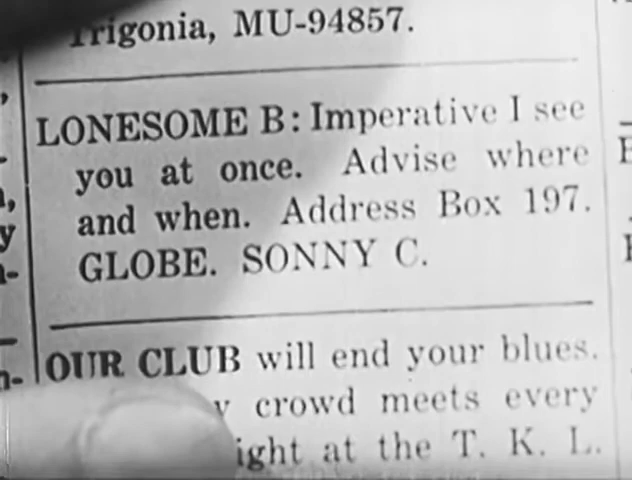 Trigonia, MU-94857.
LONESOME B: Imperative I see
you at once. Advise where
and when. Address Box 197.
GLOBE. SONNY C.
OUR CLUB will end your blues.
crowd meets every
at the T. K. L.